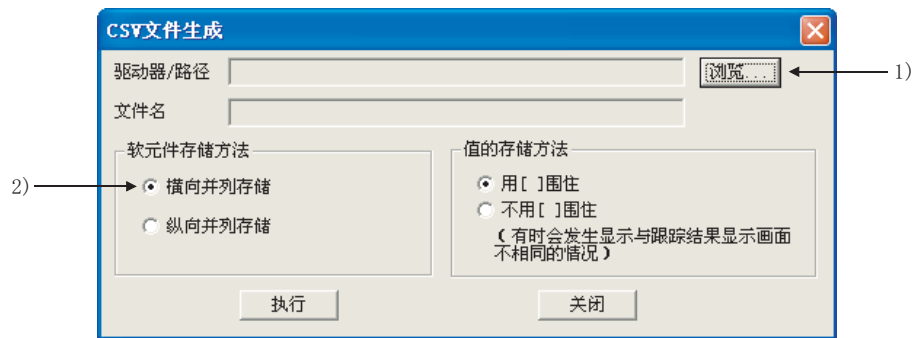 CSV文件生成
驱动器/路径
浏览...
1)
文件名
软元件存储方法
值的存储方法
2)
横向并列存储
用[ ]围住
纵向并列存储
不用[ ]围住
(有时会发生显示与跟踪结果显示画面
不相同的情况)
执行
关闭